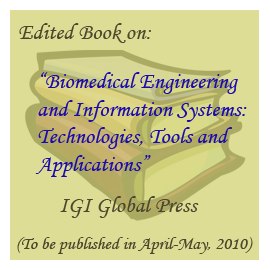 Edited Book on:
“Biomedical Engineering
and Information Systems:
Technologies, Tools and
Applications”
IGI Global Press
(To be published in April-May, 2010)